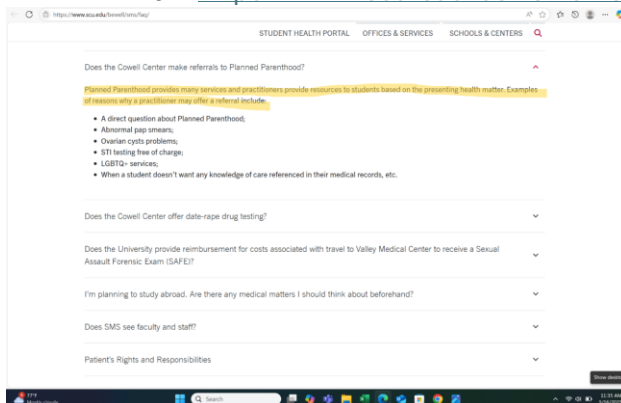 https://www.scu.edu/bewell/sms/faq/
STUDENT HEALTH PORTAL OFFICES & SERVICES SCHOOLS & CENTERS
Does the Cowell Center make referrals to Planned Parenthood?
Planned Parenthood provides many services and practitioners provide resources to students based on the presenting health matter. Examples
of reasons why a practitioner may offer a referral include:
• A direct question about Planned Parenthood;
• Abnormal pap smears;
• Ovarian cysts problems;
• STI testing free of charge;
• LGBTQ+ services;
• When a student doesn't want any knowledge of care referenced in their medical records, etc.
Does the Cowell Center offer date-rape drug testing?
Does the University provide reimbursement for costs associated with travel to Valley Medical Center to receive a Sexual
Assault Forensic Exam (SAFE)?
I'm planning to study abroad. Are there any medical matters I should think about beforehand?
Does SMS see faculty and staff?
Patient's Rights and Responsibilities
Show desktop
Mostly cloudy
Search
11:35 AM